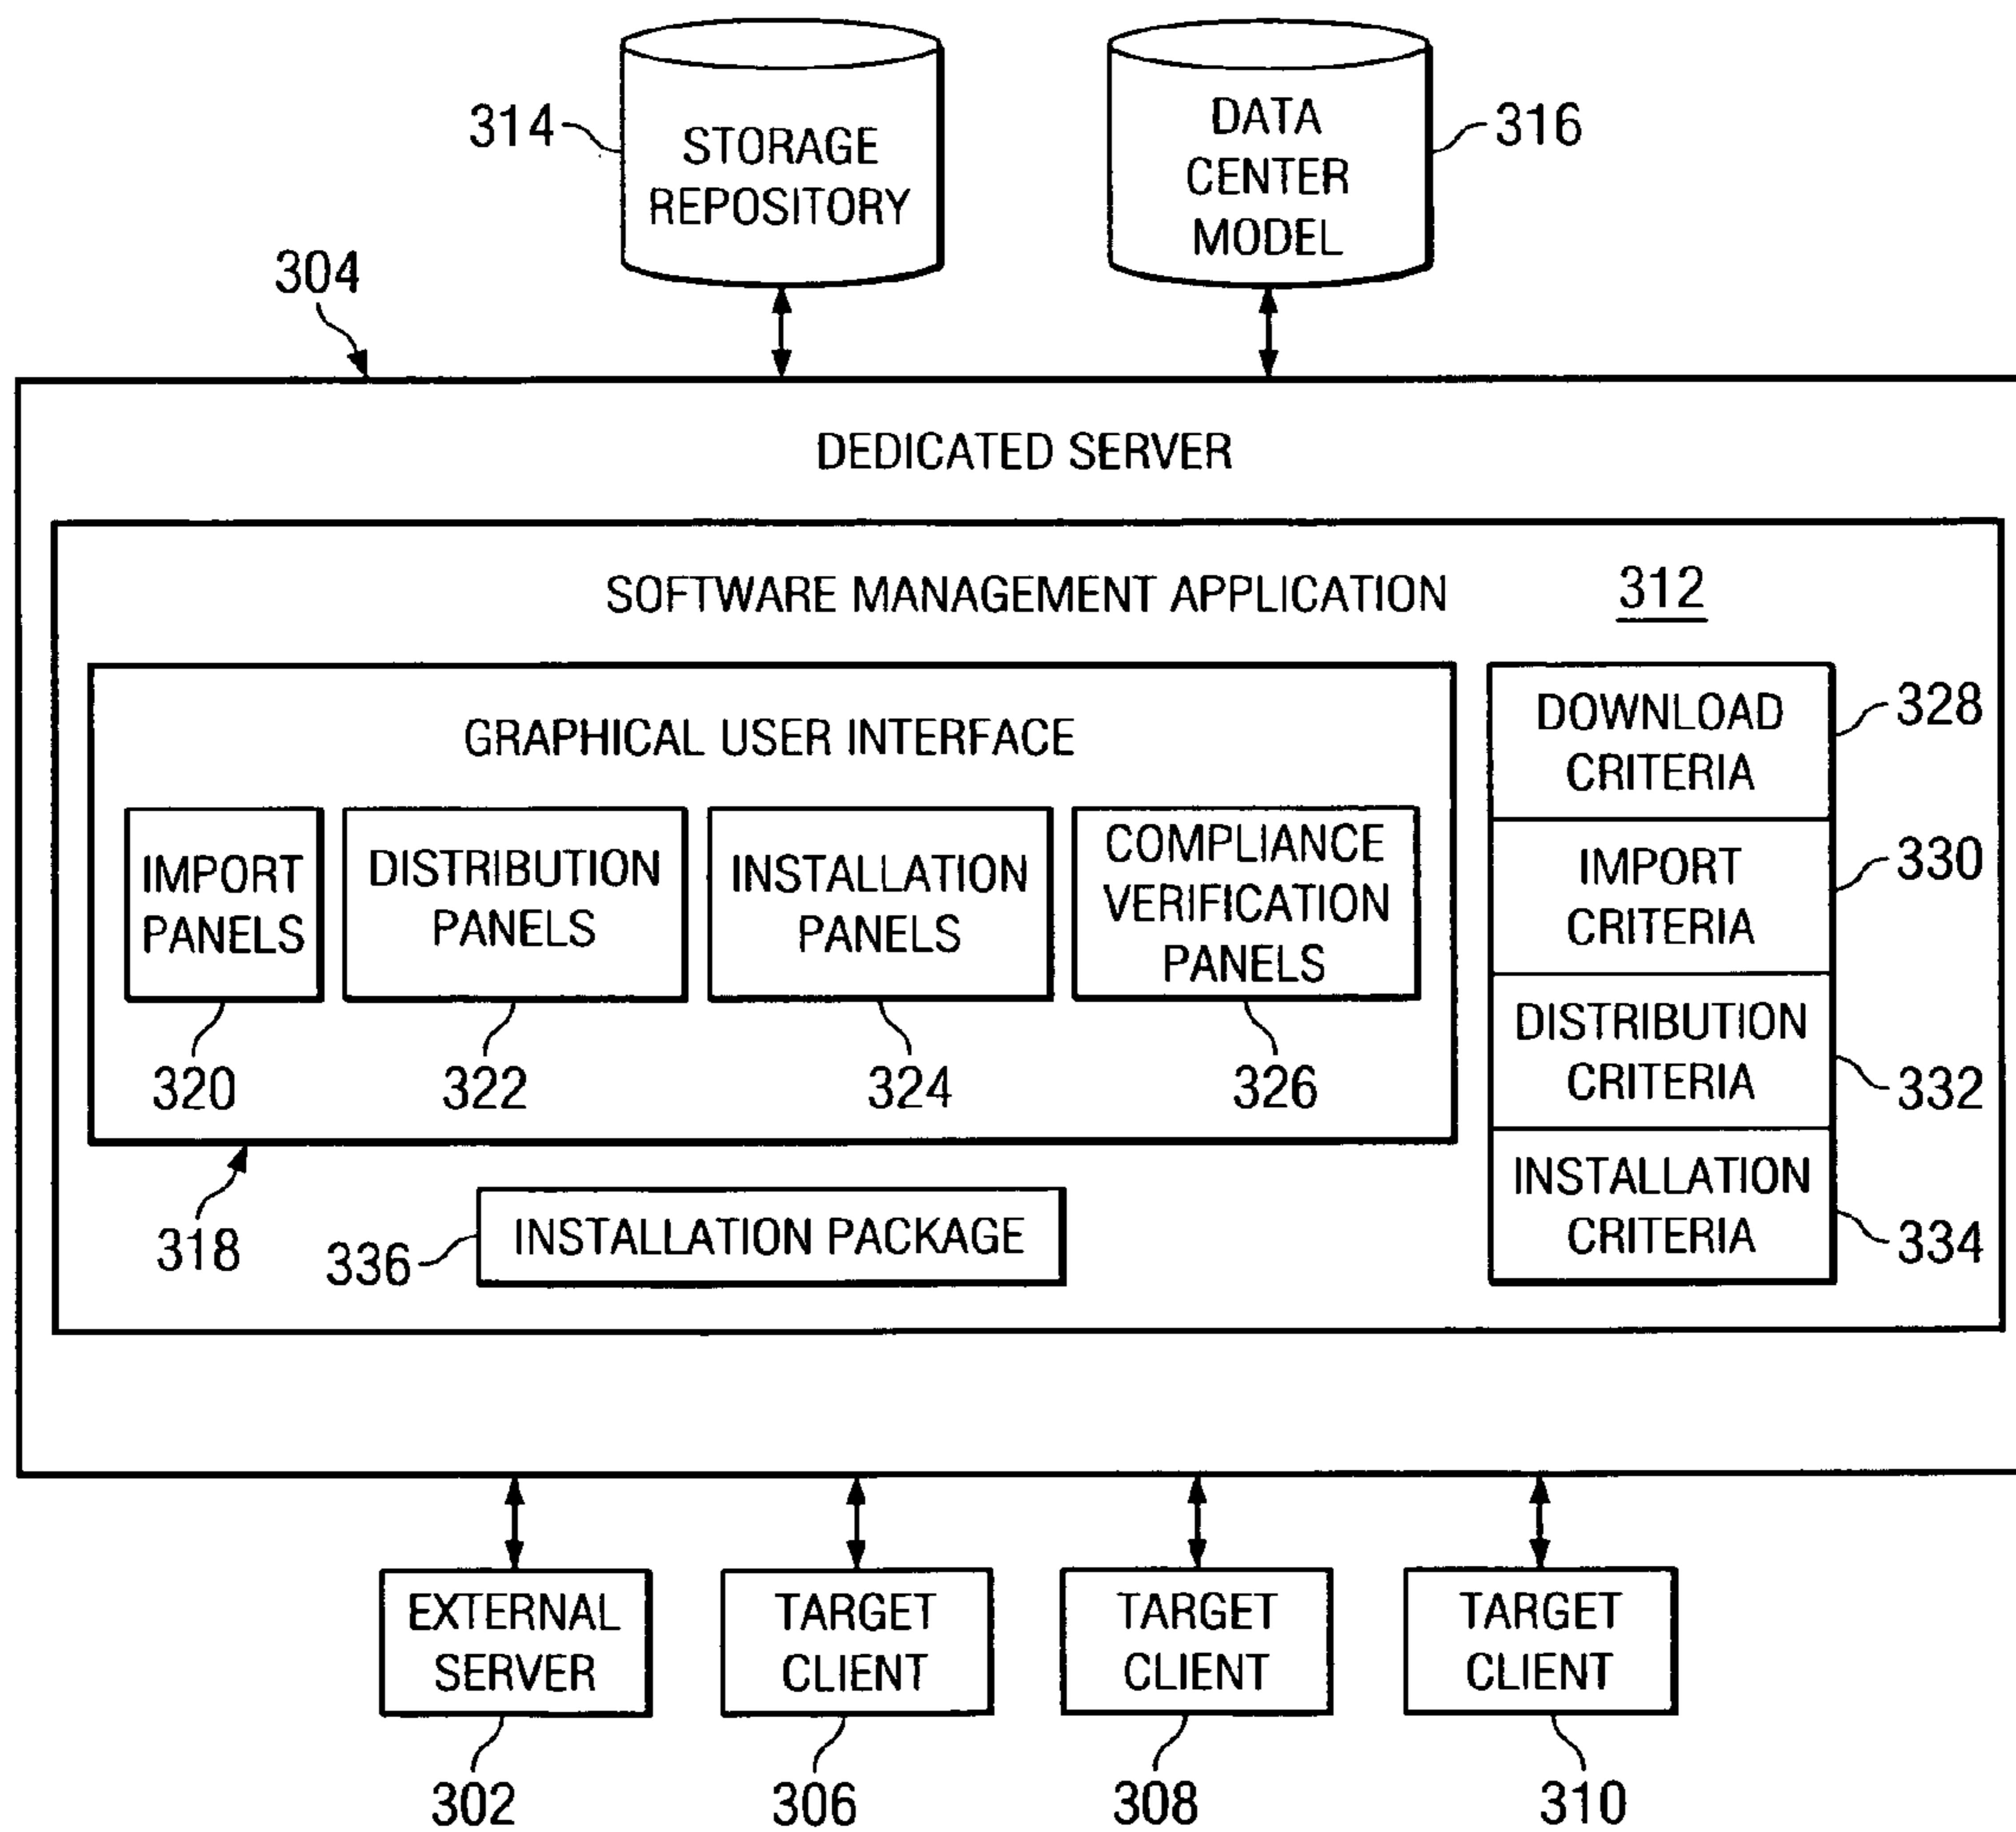 314
STORAGE
REPOSITORY
DATA
CENTER
MODEL
316
304
DEDICATED SERVER
SOFTWARE MANAGEMENT APPLICATION
312
GRAPHICAL USER INTERFACE
IMPORT
PANELS
DISTRIBUTION
PANELS
INSTALLATION
PANELS
COMPLIANCE
VERIFICATION
PANELS
320
322
324
326
318
336
INSTALLATION PACKAGE
DOWNLOAD
CRITERIA
328
IMPORT
CRITERIA
330
DISTRIBUTION
CRITERIA
332
INSTALLATION
CRITERIA
334
EXTERNAL
SERVER
TARGET
CLIENT
TARGET
CLIENT
TARGET
CLIENT
302
306
308
310